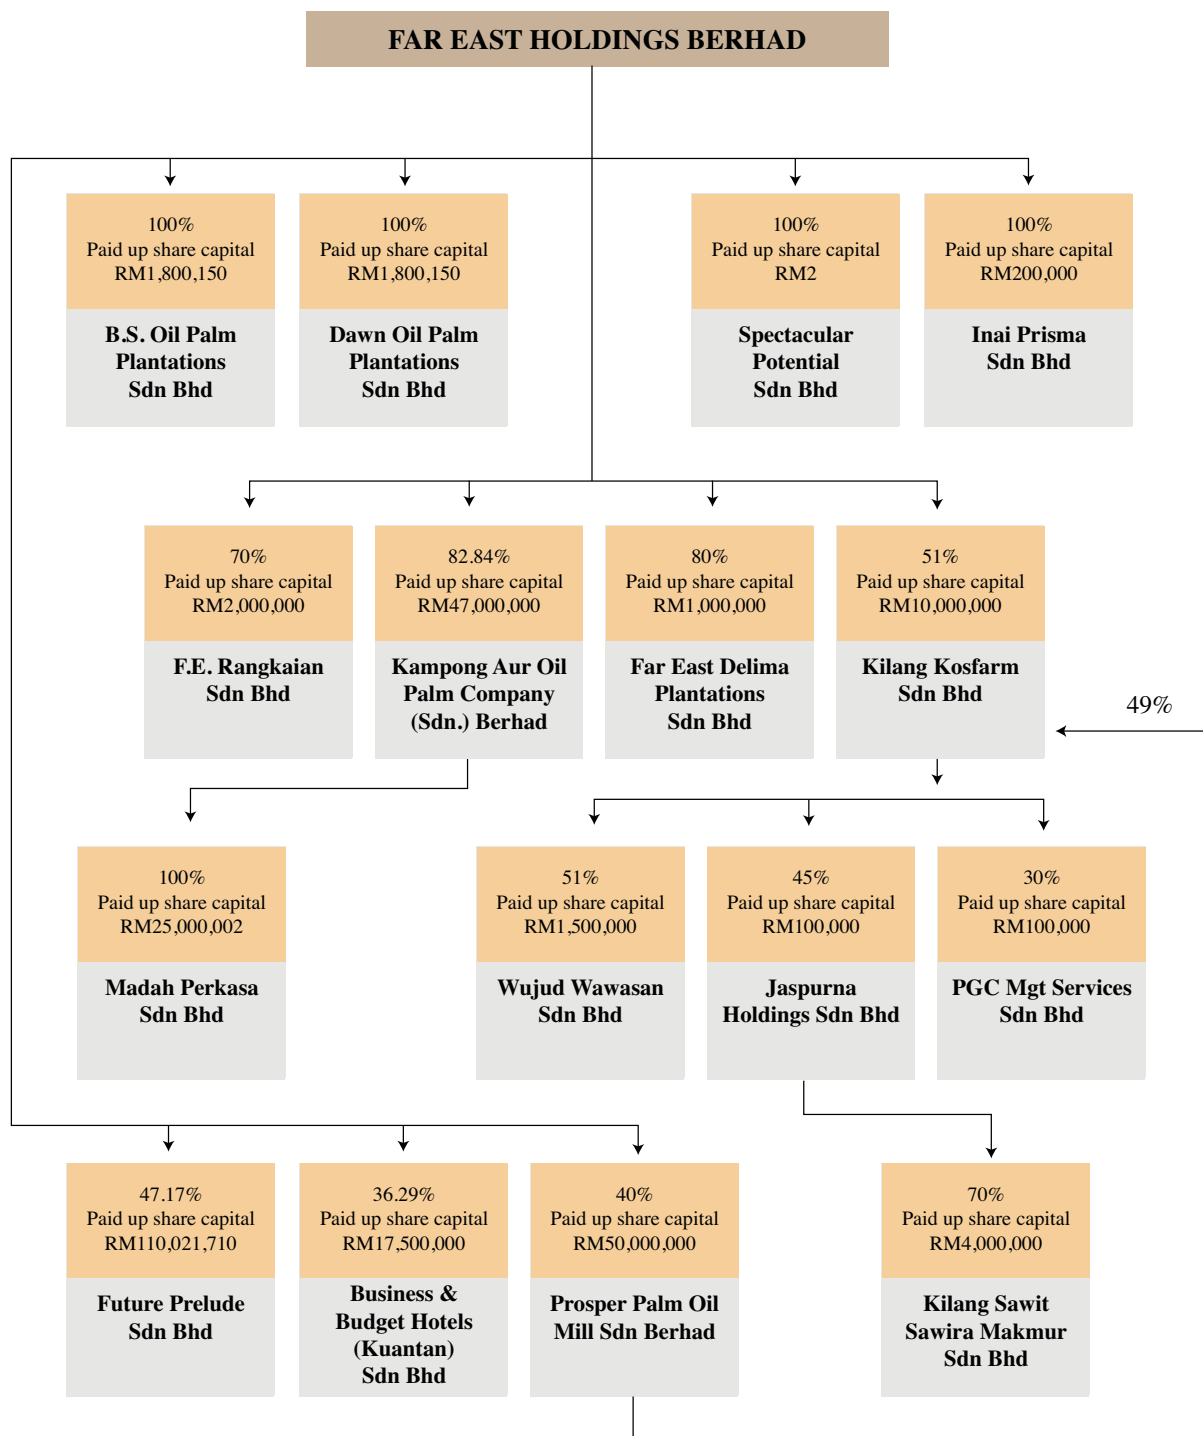 FAR EAST HOLDINGS BERHAD
100%
Paid up share capital
RM1,800,150
B.S. Oil Palm
Plantations
Sdn Bhd
100%
Paid up share capital
RM1,800,150
Dawn Oil Palm
Plantations
Sdn Bhd
100%
Paid up share capital
RM2
Spectacular
Potential
Sdn Bhd
100%
Paid up share capital
RM200,000
Inai Prisma
Sdn Bhd
70%
Paid up share capital
RM2,000,000
F.E. Rangkaian
Sdn Bhd
82.84%
Paid up share capital
RM47,000,000
Kampong Aur Oil
Palm Company
(Sdn.) Berhad
80%
Paid up share capital
RM1,000,000
Far East Delima
Plantations
Sdn Bhd
51%
Paid up share capital
RM10,000,000
Kilang Kosfarm
Sdn Bhd
49%
100%
Paid up share capital
RM25,000,002
Madah Perkasa
Sdn Bhd
51%
Paid up share capital
RM1,500,000
Wujud Wawasan
Sdn Bhd
45%
Paid up share capital
RM100,000
Jaspurna
Holdings Sdn Bhd
30%
Paid up share capital
RM100,000
PGC Mgt Services
Sdn Bhd
47.17%
Paid up share capital
RM110,021,710
Future Prelude
Sdn Bhd
36.29%
Paid up share capital
RM17,500,000
Business &
Budget Hotels
(Kuantan)
Sdn Bhd
40%
Paid up share capital
RM50,000,000
Prosper Palm Oil
Mill Sdn Berhad
70%
Paid up share capital
RM4,000,000
Kilang Sawit
Sawira Makmur
Sdn Bhd